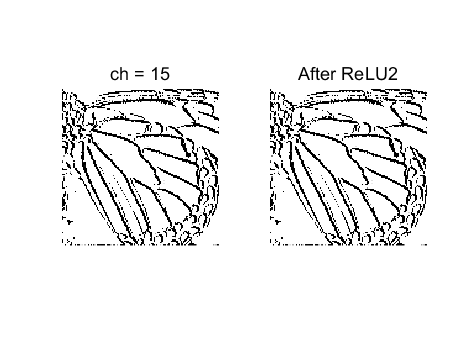 ch = 15
After ReLU2